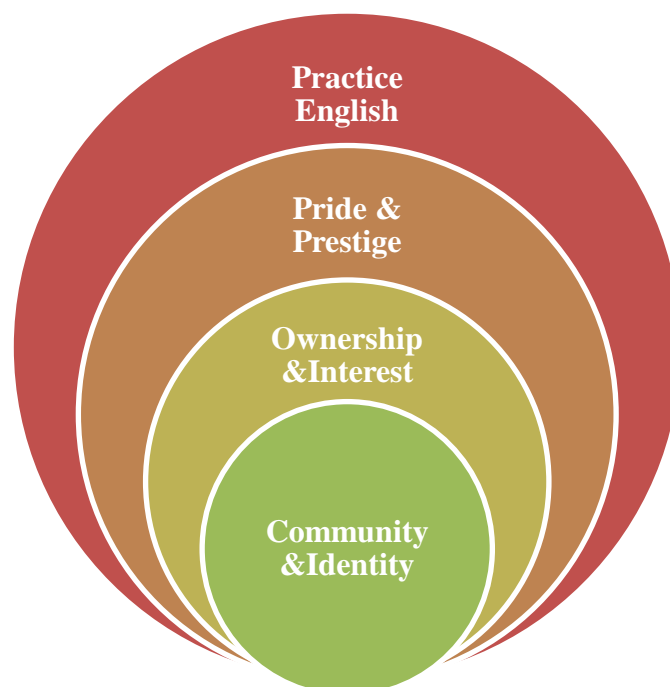 Practice
English
Pride &
Prestige
Ownership
&Interest
Community
&Identity